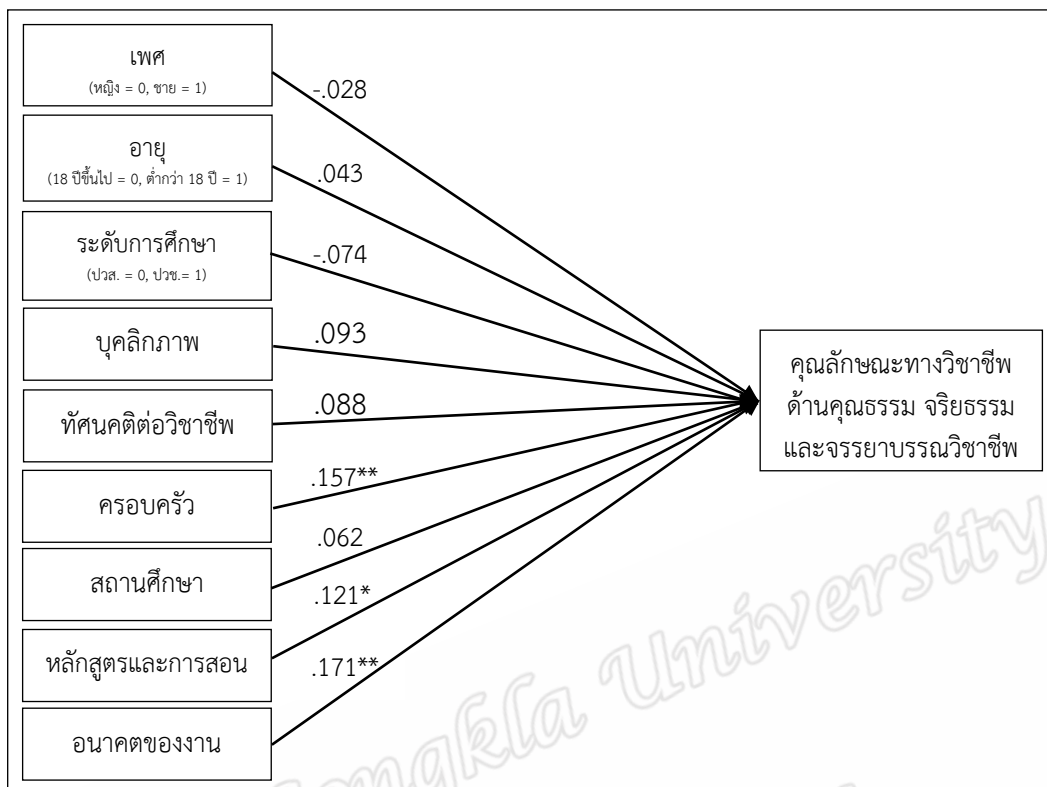 เพศ
(หญิง = 0, ชาย = 1)
-.028
อายุ
(18 ปีขึ้นไป = 0, ต่ำกว่า 18 ปี = 1)
.043
ระดับการศึกษา
(ปวส. = 0, ปวช.= 1)
-.074
บุคลิกภาพ
.093
ทัศนคติต่อวิชาชีพ
.088
ครอบครัว
.157**
สถานศึกษา
.062
หลักสูตรและการสอน
.121*
อนาคตของงาน
.171**
คุณลักษณะทางวิชาชีพ
ด้านคุณธรรม จริยธรรม
และจรรยาบรรณวิชาชีพ
ongkla University